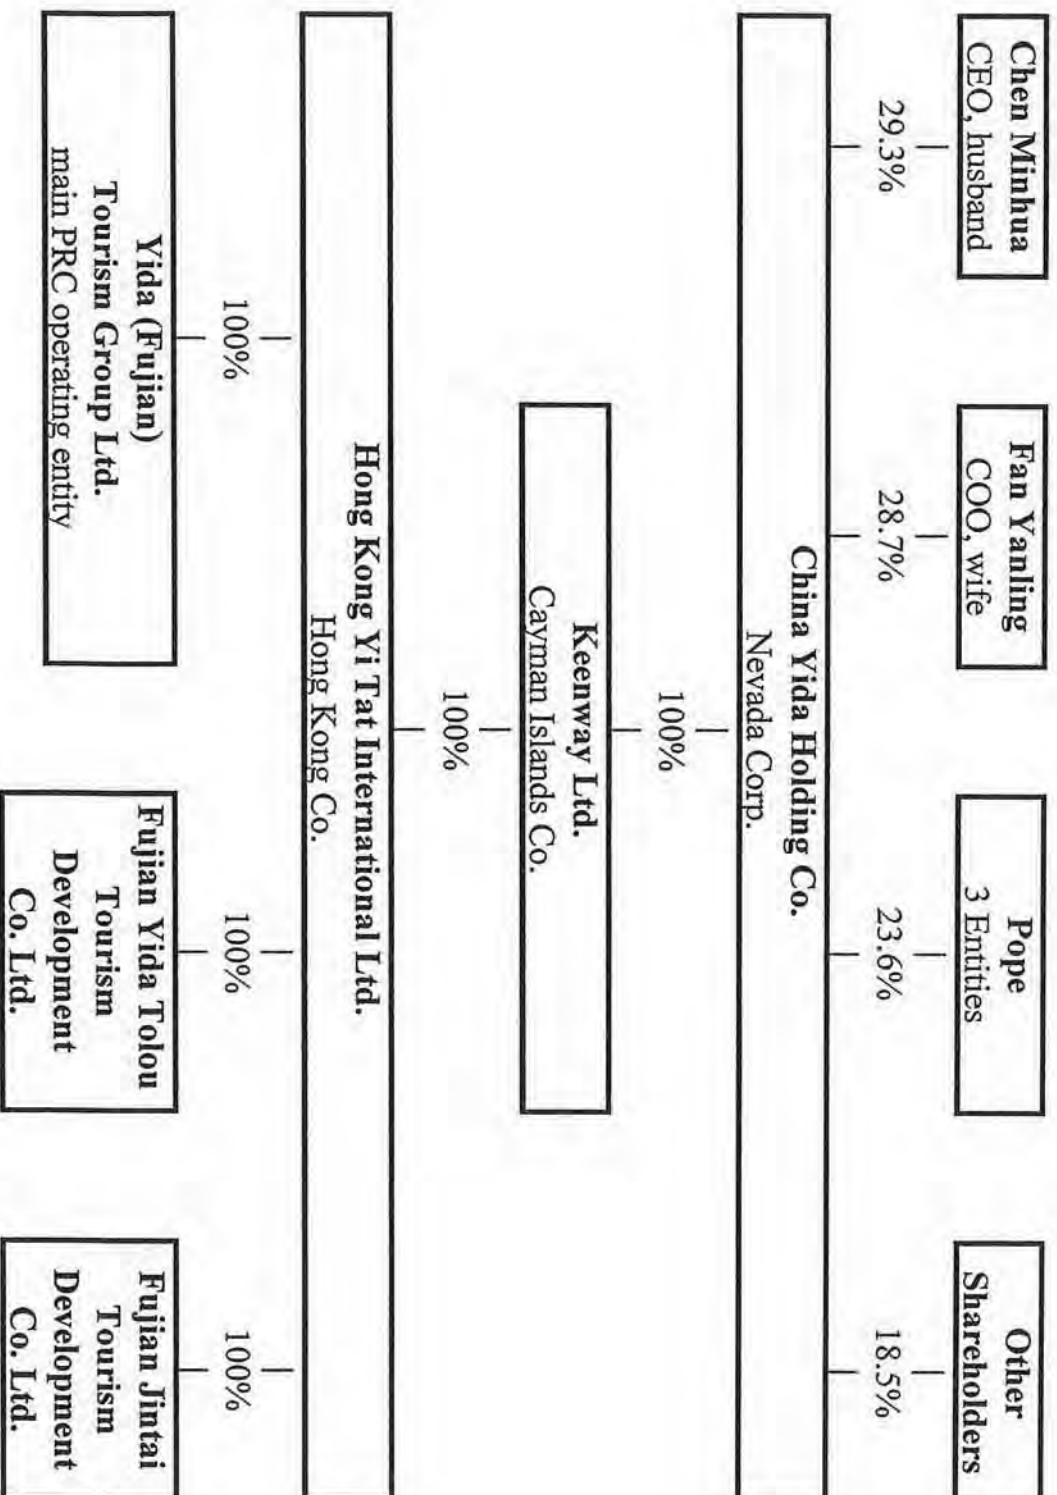 Chen Minhua
CEO, husband
Fan Yanling
COO, wife
Pope
3 Entities
Other
Shareholders
29.3%
28.7%
23.6%
18.5%
China Yida Holding Co.
Nevada Corp.
100%
Keenway Ltd.
Cayman Islands Co.
100%
Hong Kong Yi Tat International Ltd.
Hong Kong Co.
100%
100%
100%
Yida (Fujian)
Tourism Group Ltd.
main PRC operating entity
Fujian Yida Tolou
Tourism
Development
Co. Ltd.
Fujian Jintai
Tourism
Development
Co. Ltd.